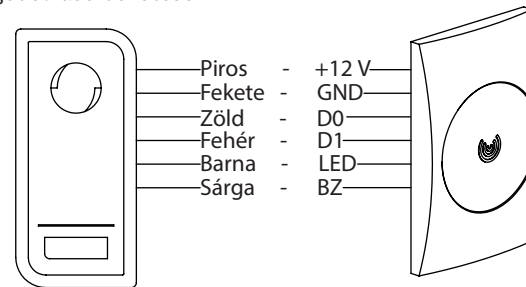 Piros - +12 V
Fekete - GND
Zöld - D0
Fehér - D1
Barna - LED
Sárga - BZ